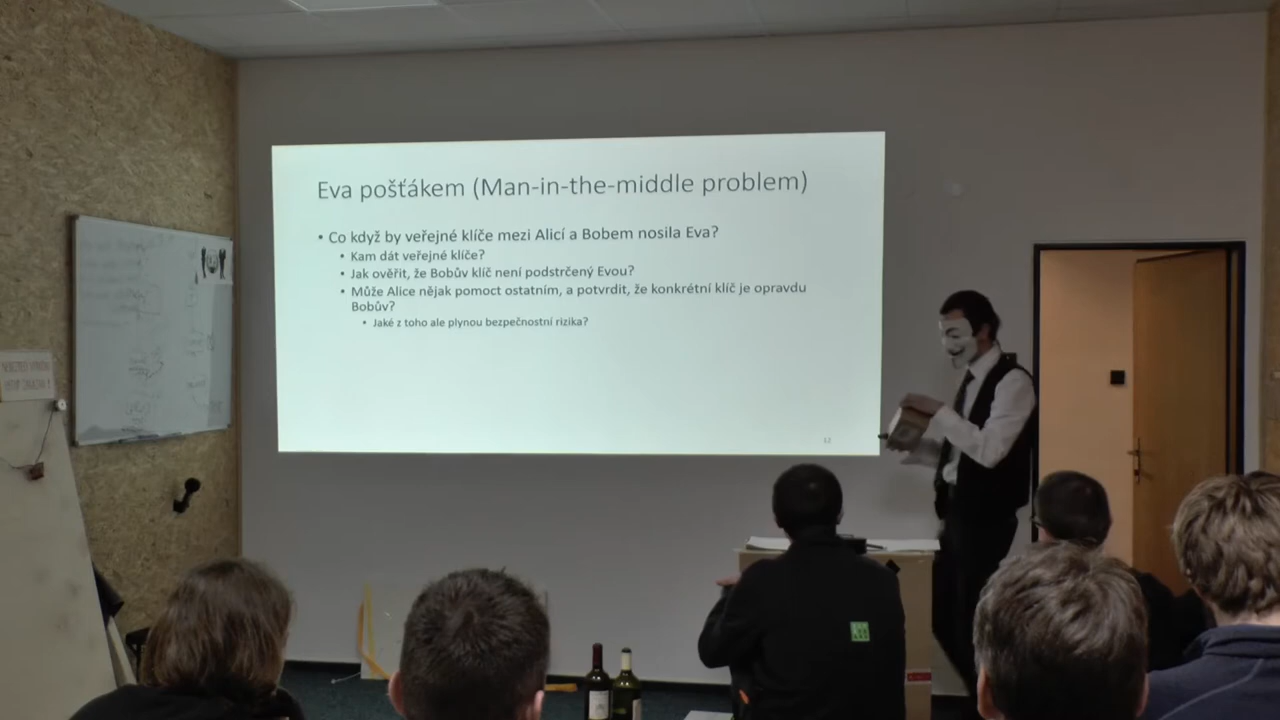 Eva pošťákem (Man-in-the-middle problem)
• Co když by veřejné klíče mezi Alicí a Bobem nosila Eva?
• Kam dát veřejné klíče?
• Jak ověřit, že Bobův klíč není podstrčený Evou?
• Může Alice nějak pomoct ostatním, a potvrdit, že konkrétní klíč je opravdu
Bobův?
• Jaké z toho ale plynou bezpečnostní rizika?
12